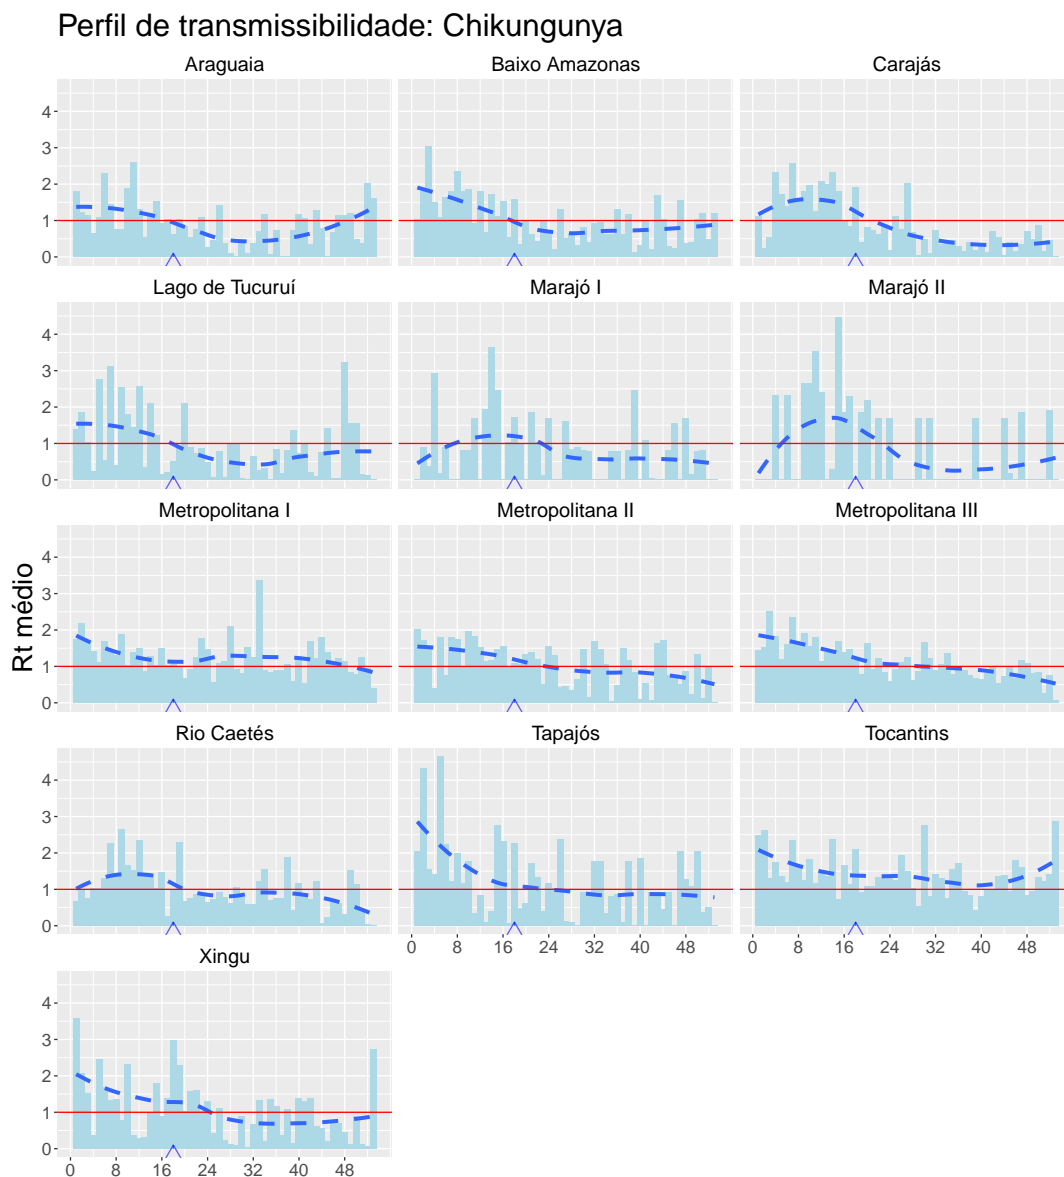 Perfil de transmissibilidade: Chikungunya
Araguaia
Baixo Amazonas
Carajás
4
3
2
1
0
Lago de Tucuruí
Marajó I
Marajó II
4
3
2
1
0
Metropolitana I
Metropolitana II
Metropolitana III
Rt médio
4
3
2
1
0
Rio Caetés
Tapajós
Tocantins
4
3
2
1
0
0 8 16 24 32 40 48
0 8 16 24 32 40 48
Xingu
4
3
2
1
0
0 8 16 24 32 40 48